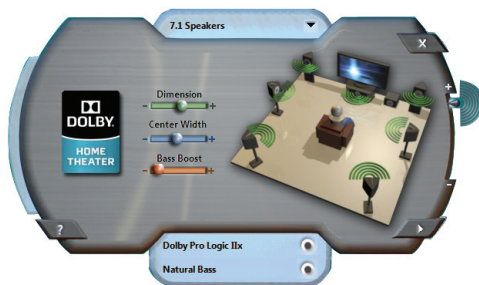 7.1 Speakers
X
Dimension
- +
DOLBY
Center Width
- +
HOME
THEATER
Bass Boost
- +
+
-
?
Dolby Pro Logic IIx
Natural Bass